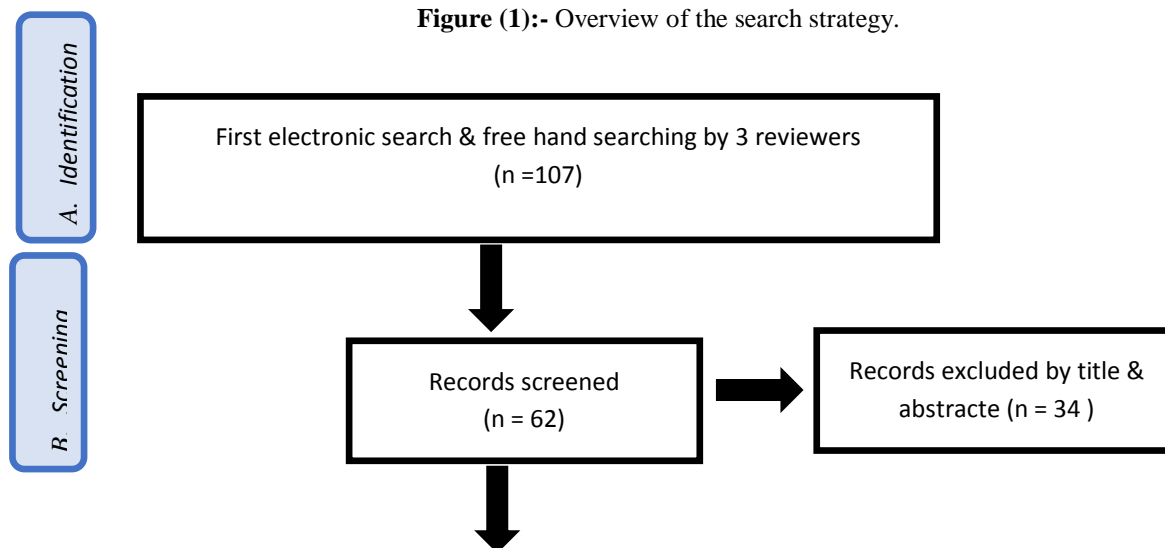 Figure (1):- Overview of the search strategy.
A. Identification
First electronic search & free hand searching by 3 reviewers
(n =107)
B. Screening
Records screened
(n = 62)
Records excluded by title &
abstracte (n = 34 )